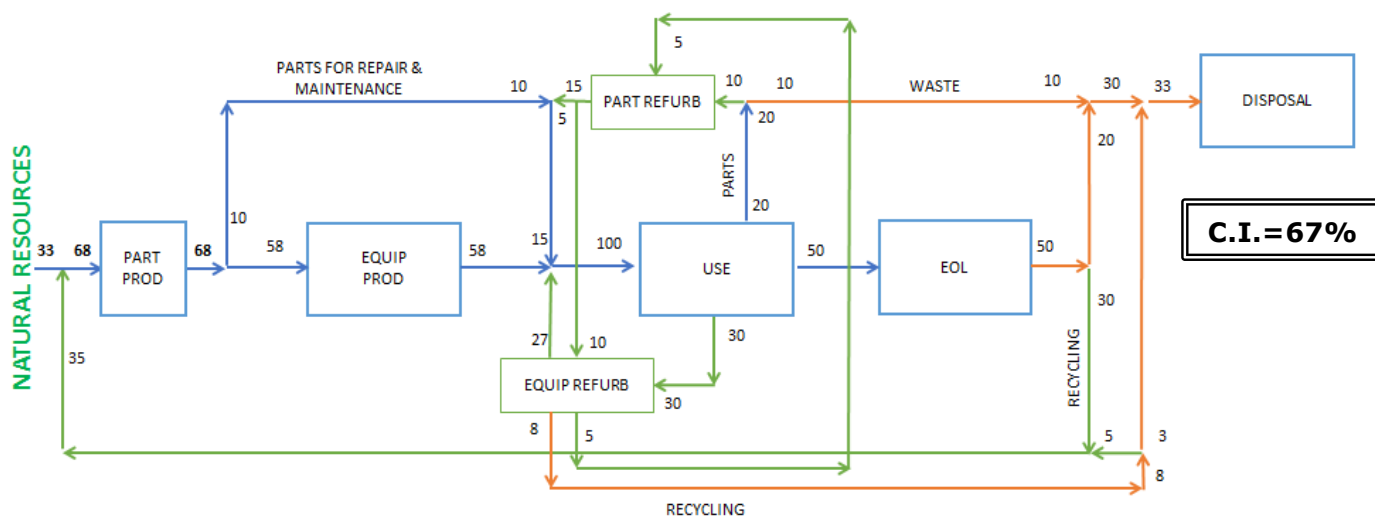 5
PARTS FOR REPAIR &
MAINTENANCE
10
15
5
PART REFURB
10
10
WASTE
10
30
33
DISPOSAL
20
20
PARTS
20
10
NATURAL RESOURCES
33
68
PART
PROD
68
58
EQUIP
PROD
58
15
100
USE
50
EOL
50
C.I.=67%
30
RECYCLING
35
27
10
EQUIP REFURB
30
30
8
5
5
3
8
RECYCLING